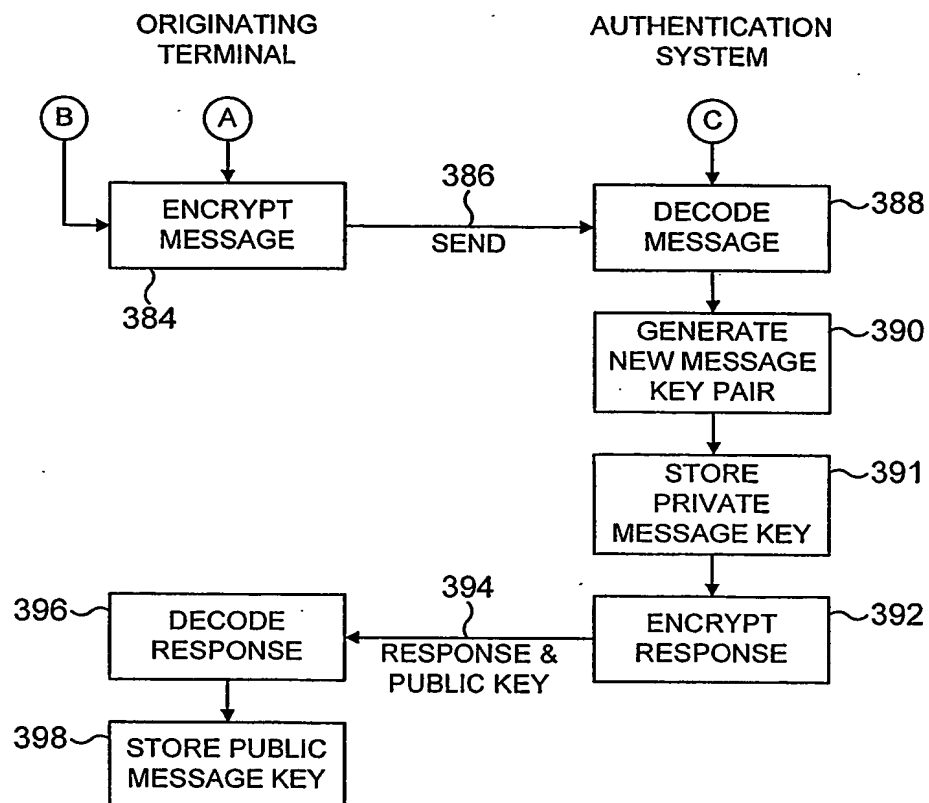 ORIGINATING
TERMINAL
AUTHENTICATION
SYSTEM
B
A
C
ENCRYPT
MESSAGE
384
386
SEND
DECODE
MESSAGE
388
GENERATE
NEW MESSAGE
KEY PAIR
390
STORE
PRIVATE
MESSAGE KEY
391
ENCRYPT
RESPONSE
392
394
RESPONSE &
PUBLIC KEY
396
DECODE
RESPONSE
398
STORE PUBLIC
MESSAGE KEY